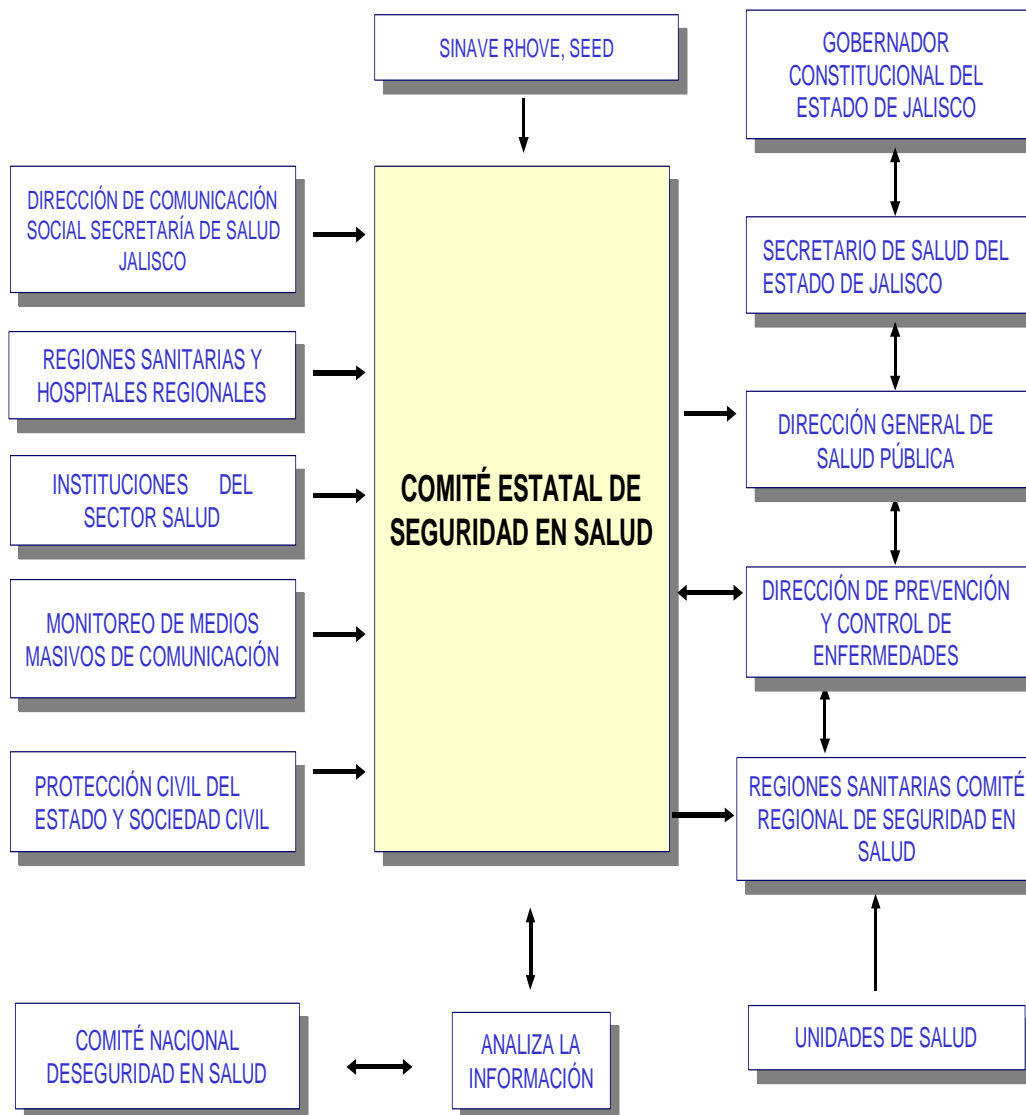 SINAVE RHOVE, SEED
GOBERNADOR
CONSTITUCIONAL DEL
ESTADO DE JALISCO
DIRECCIÓN DE COMUNICACIÓN
SOCIAL SECRETARÍA DE SALUD
JALISCO
SECRETARIO DE SALUD DEL
ESTADO DE JALISCO
REGIONES SANITARIAS Y
HOSPITALES REGIONALES
DIRECCIÓN GENERAL DE
SALUD PÚBLICA
INSTITUCIONES DEL
SECTOR SALUD
COMITÉ ESTATAL DE
SEGURIDAD EN SALUD
MONITOREO DE MEDIOS
MASIVOS DE COMUNICACIÓN
DIRECCIÓN DE PREVENCIÓN
Y CONTROL DE
ENFERMEDADES
PROTECCIÓN CIVIL DEL
ESTADO Y SOCIEDAD CIVIL
REGIONES SANITARIAS COMITÉ
REGIONAL DE SEGURIDAD EN
SALUD
COMITÉ NACIONAL
DESEGURIDAD EN SALUD
ANALIZA LA
INFORMACIÓN
UNIDADES DE SALUD